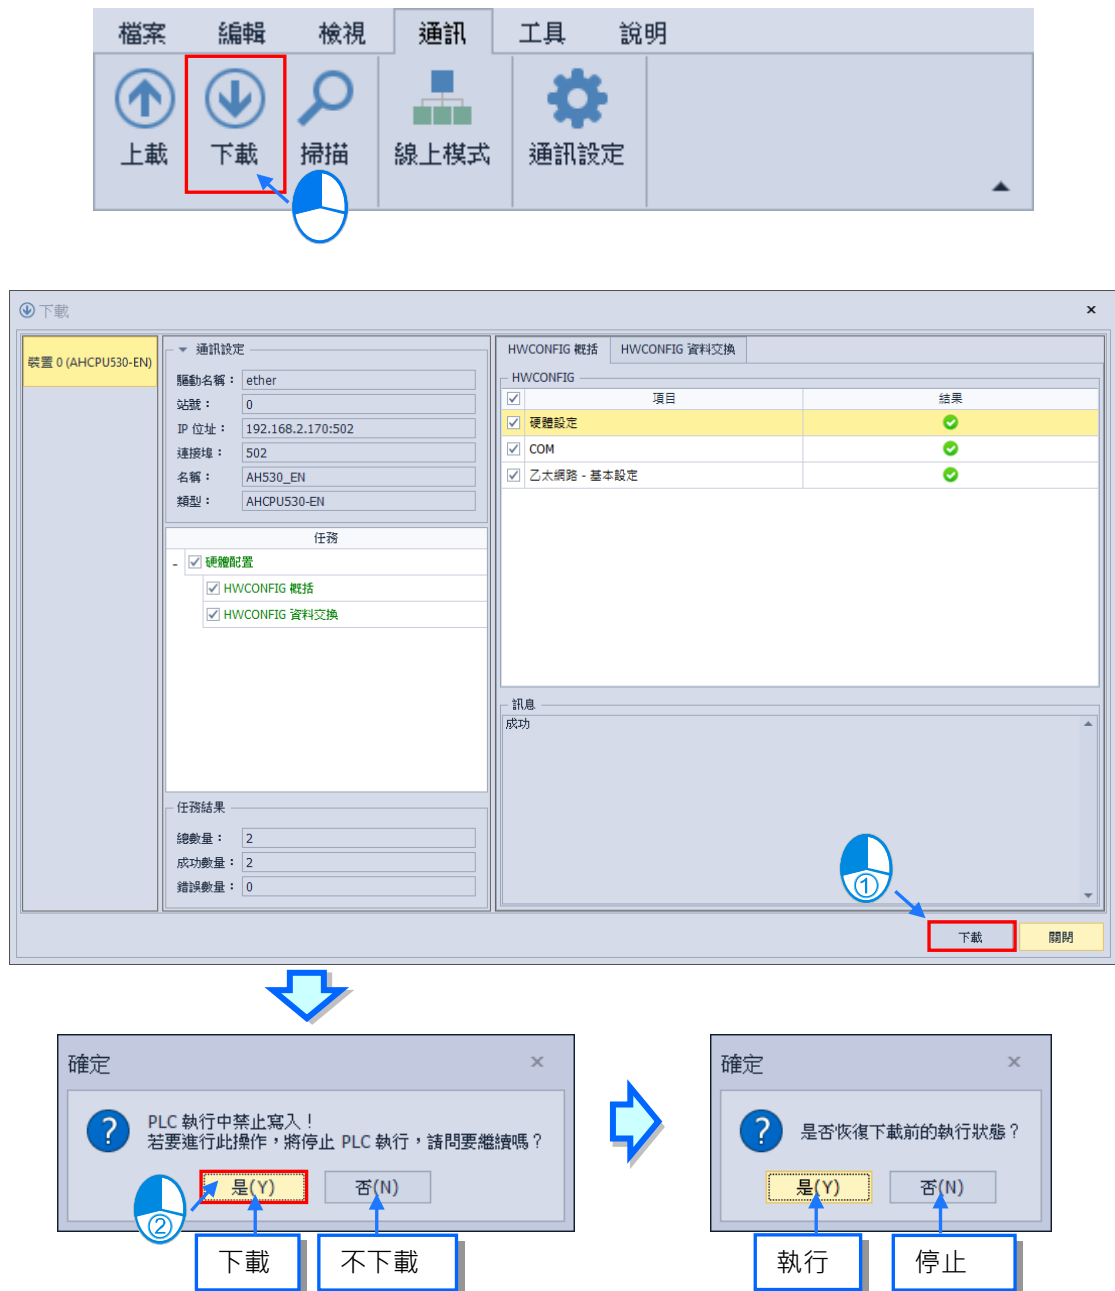 檔案 編輯 檢視 通訊 工具 說明
上載 下載 掃描 線上模式 通訊設定
下載
裝置 0 (AHCPU530-EN)
通訊設定
驅動名稱： ether
站號： 0
IP 位址： 192.168.2.170:502
連接埠： 502
名稱： AH530_EN
類型： AHCPU530-EN
任務
硬體配置
HWCONFIG 概括
HWCONFIG 資料交換
任務結果
總數量： 2
成功數量： 2
錯誤數量： 0
HWCONFIG 概括 HWCONFIG 資料交換
HWCONFIG
項目 結果
硬體設定
COM
乙太網路 - 基本設定
訊息
成功
①
下載 關閉
確定
PLC 執行中禁止寫入！
若要進行此操作，將停止 PLC 執行，請問要繼續嗎？
是(Y) 否(N)
②
下載 不下載
確定
是否恢復下載前的執行狀態？
是(Y) 否(N)
執行 停止